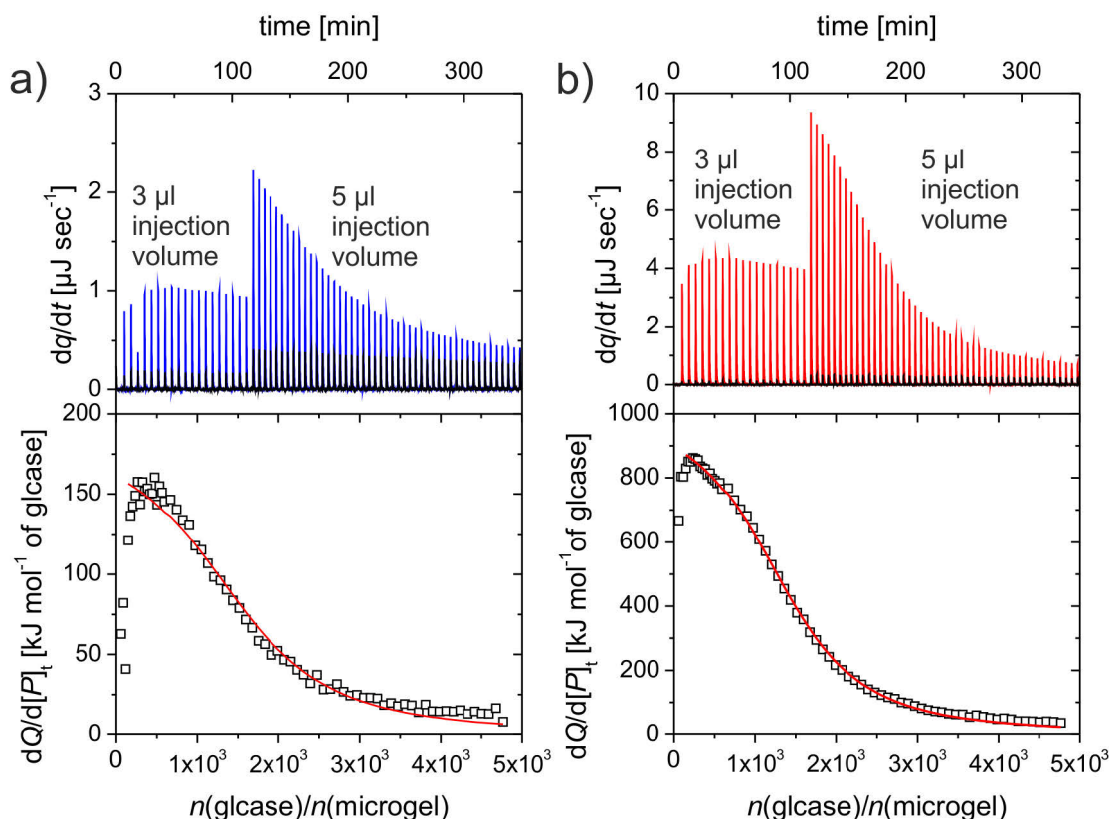 a)
time [min]
0 100 200 300
3
2
1
0
dq/dt [µJ sec⁻¹]
3 µl
injection
volume
5 µl
injection
volume
200
150
100
50
0
dQ/d[P]ₜ [kJ mol⁻¹ of glcase]
0 1x10³ 2x10³ 3x10³ 4x10³ 5x10³
n(glcase)/n(microgel)
b)
time [min]
0 100 200 300
10
8
6
4
2
0
dq/dt [µJ sec⁻¹]
3 µl
injection
volume
5 µl
injection
volume
1000
800
600
400
200
0
dQ/d[P]ₜ [kJ mol⁻¹ of glcase]
0 1x10³ 2x10³ 3x10³ 4x10³ 5x10³
n(glcase)/n(microgel)